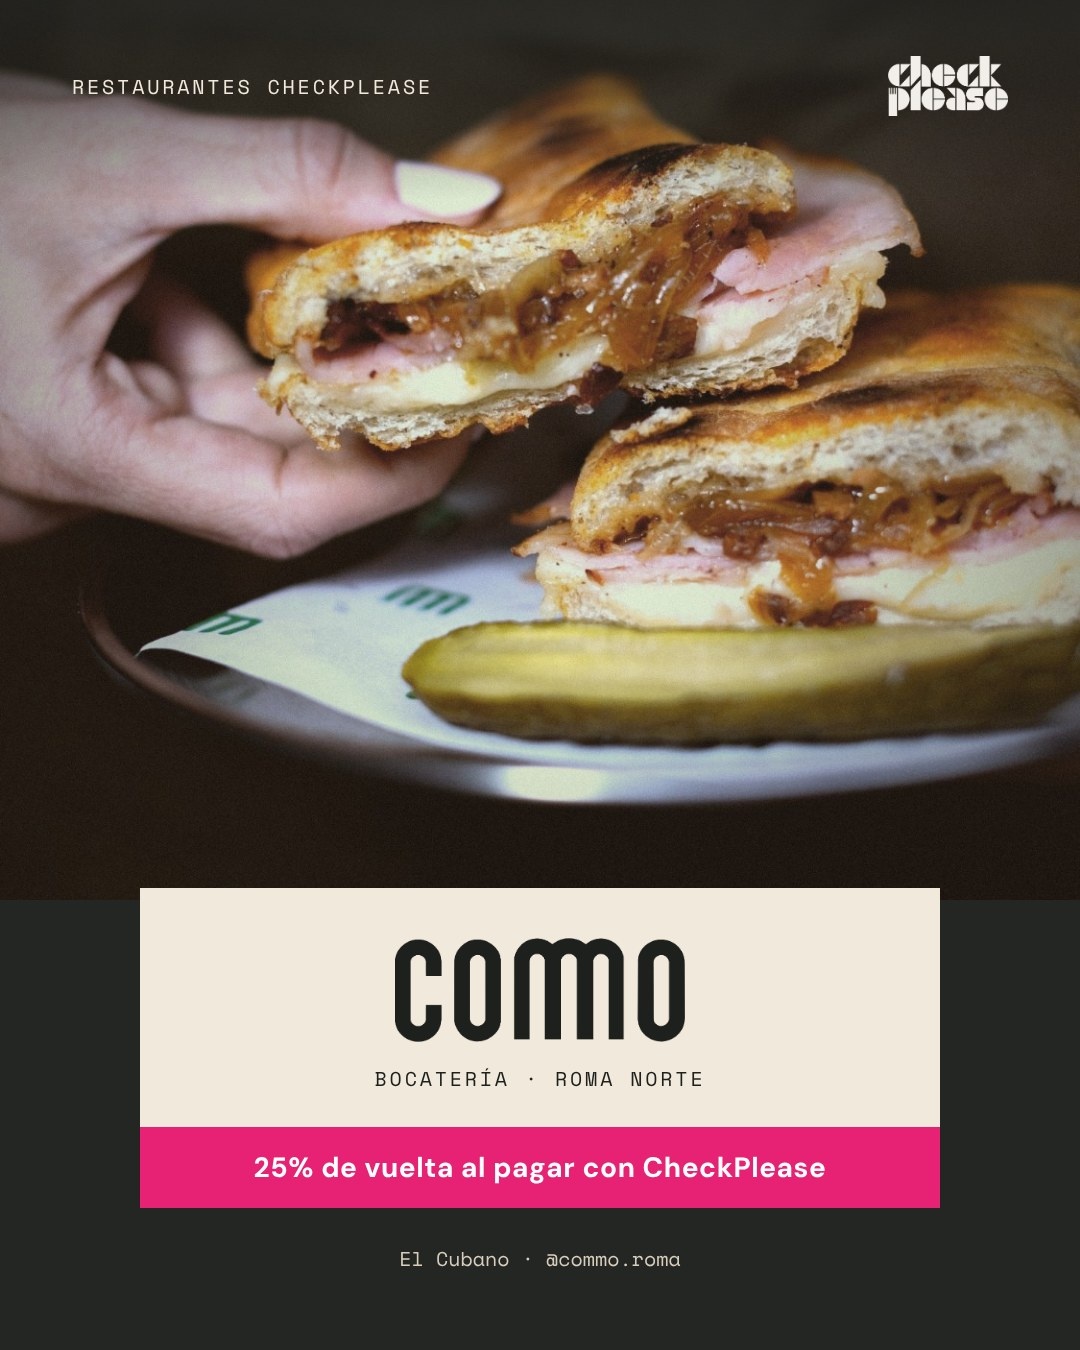 RESTAURANTES CHECKPLEASE
check
please
COMMO
BOCATERÍA · ROMA NORTE
25% de vuelta al pagar con CheckPlease
El Cubano · @commo.roma